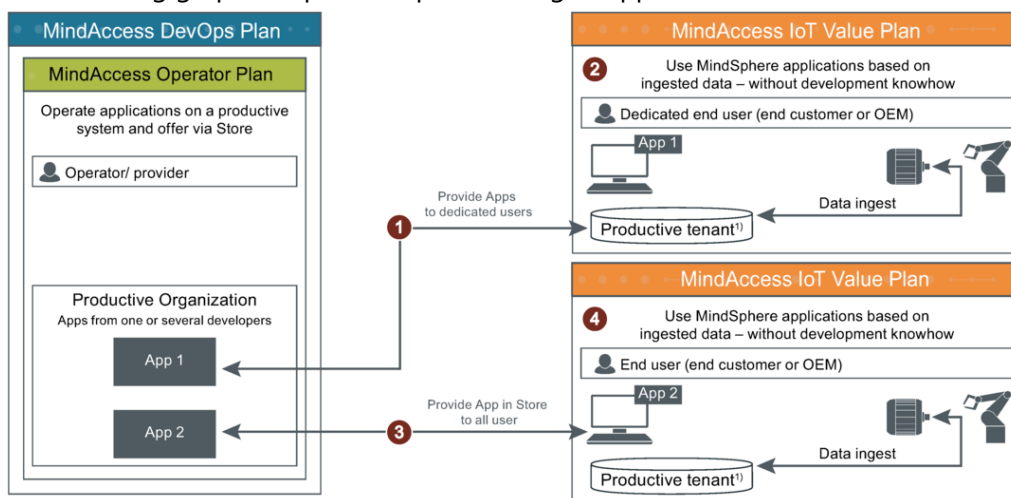 MindAccess DevOps Plan
MindAccess Operator Plan
Operate applications on a productive
system and offer via Store
Operator/ provider
Productive Organization
Apps from one or several developers
App 1
App 2
1
Provide Apps
to dedicated users
3
Provide App in Store
to all user
MindAccess IoT Value Plan
2
Use MindSphere applications based on
ingested data – without development knowhow
Dedicated end user (end customer or OEM)
App 1
Data ingest
Productive tenant1)
MindAccess IoT Value Plan
4
Use MindSphere applications based on
ingested data – without development knowhow
End user (end customer or OEM)
App 2
Data ingest
Productive tenant1)